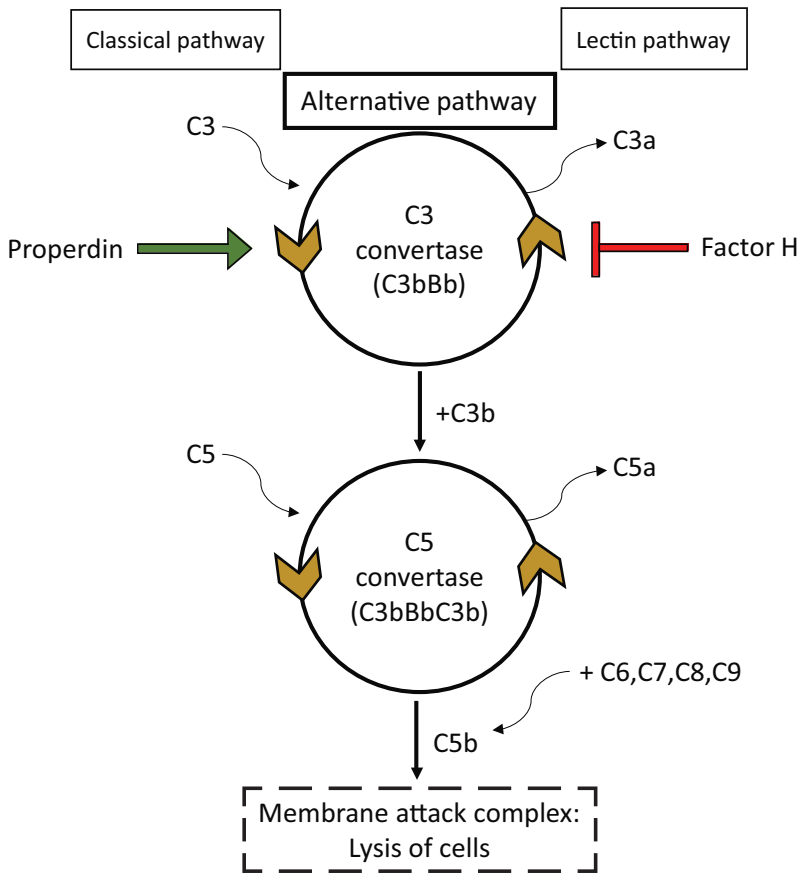 Classical pathway
Lectin pathway
Alternative pathway
C3
C3a
Properdin
C3
convertase
(C3bBb)
Factor H
+C3b
C5
C5a
C5
convertase
(C3bBbC3b)
+ C6,C7,C8,C9
C5b
Membrane attack complex:
Lysis of cells